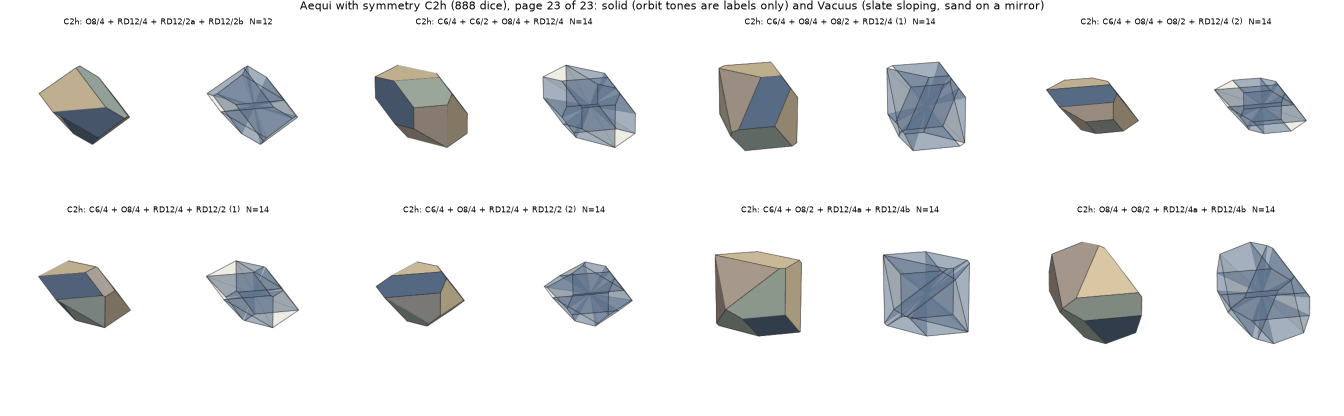 Aequi with symmetry C2h (888 dice), page 23 of 23: solid (orbit tones are labels only) and Vacuus (slate sloping, sand on a mirror)
C2h: O8/4 + RD12/4 + RD12/2a + RD12/2b N=12
C2h: C6/4 + C6/2 + O8/4 + RD12/4 N=14
C2h: C6/4 + O8/4 + O8/2 + RD12/4 (1) N=14
C2h: C6/4 + O8/4 + O8/2 + RD12/4 (2) N=14
C2h: C6/4 + O8/4 + RD12/4 + RD12/2 (1) N=14
C2h: C6/4 + O8/4 + RD12/4 + RD12/2 (2) N=14
C2h: C6/4 + O8/2 + RD12/4a + RD12/4b N=14
C2h: O8/4 + O8/2 + RD12/4a + RD12/4b N=14